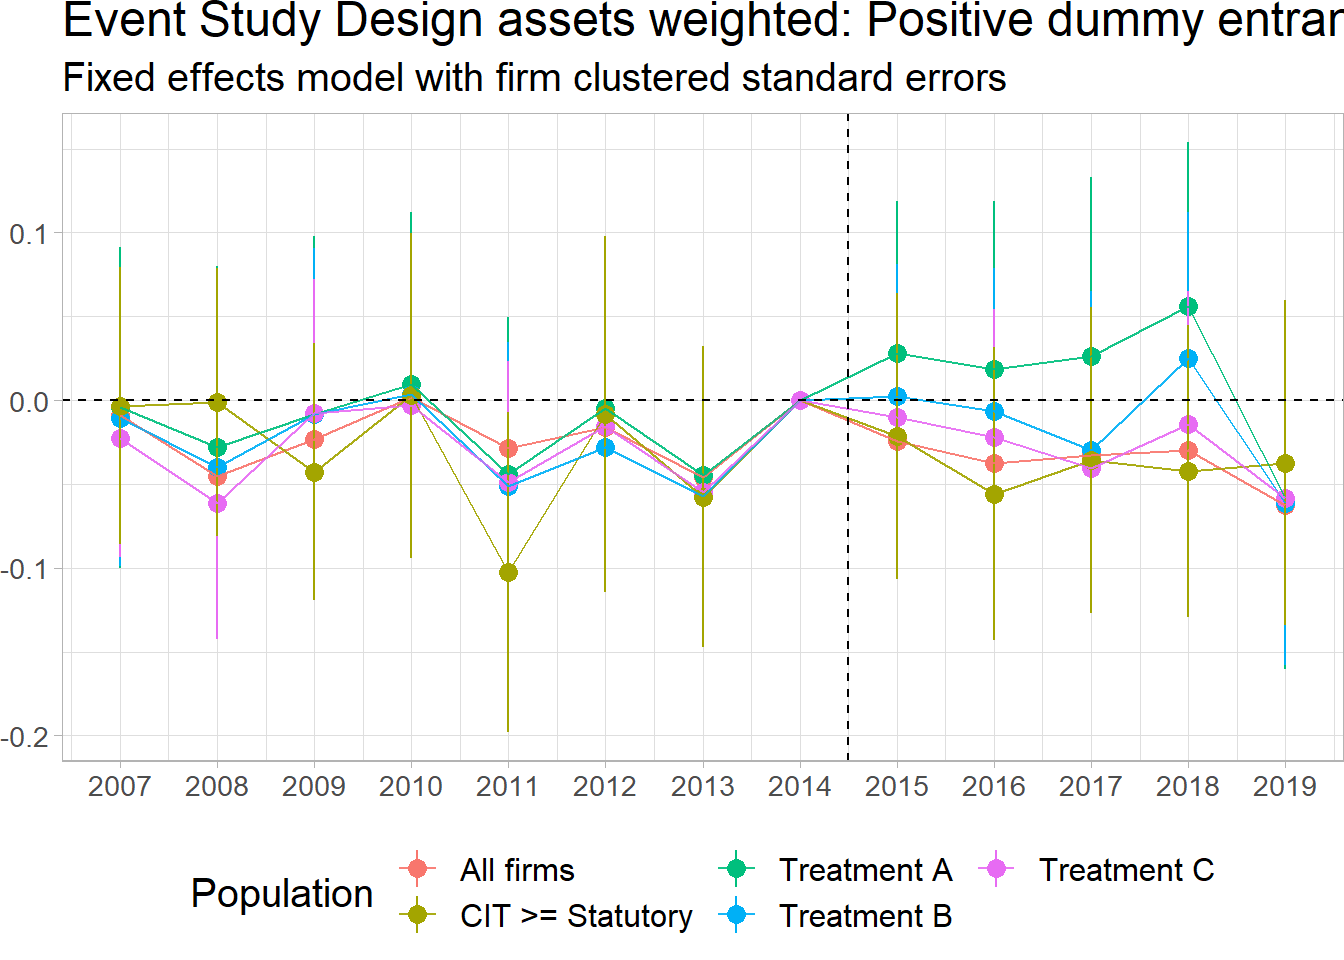 Event Study Design assets weighted: Positive dummy entran
Fixed effects model with firm clustered standard errors
0.1
0.0
-0.1
-0.2
2007 2008 2009 2010 2011 2012 2013 2014 2015 2016 2017 2018 2019
Population
All firms Treatment A Treatment C
CIT >= Statutory Treatment B